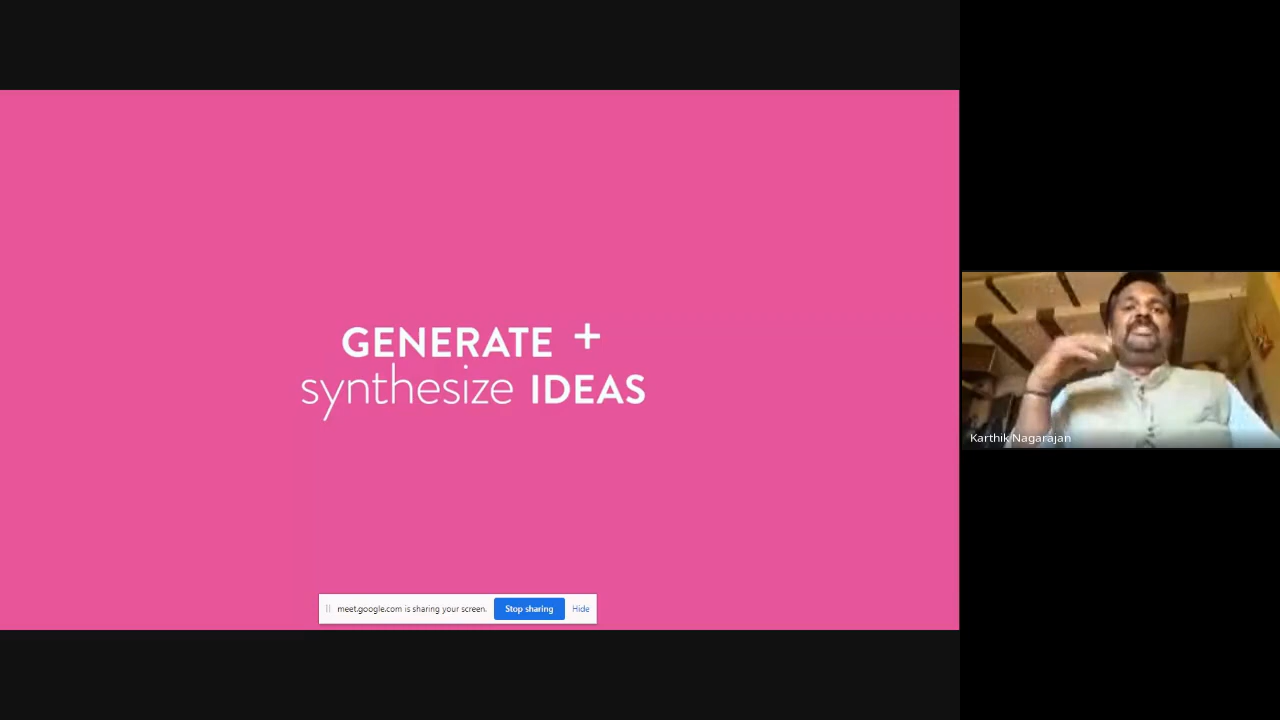 GENERATE +
synthesize IDEAS
meet.google.com is sharing your screen.
Stop sharing
Hide
Karthik Nagarajan